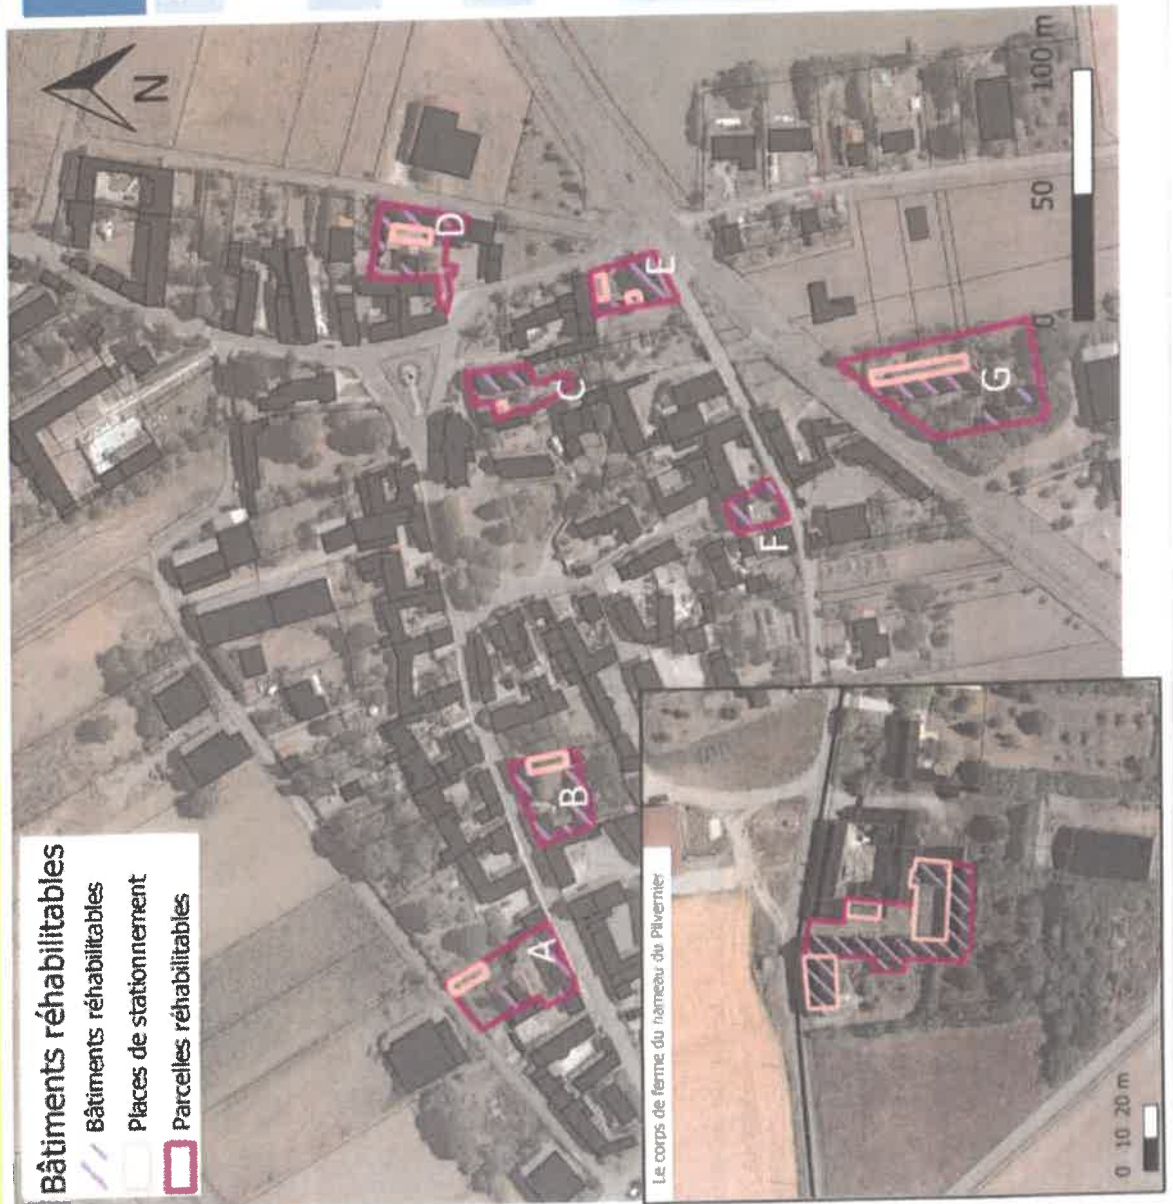 Bâtiments réhabilitables
Bâtiments réhabilitables
Places de stationnement
Parcelles réhabilitables
N
A
B
C
D
E
F
G
0 50 100 m
Le corps de ferme du hameau du Pilvernier
0 10 20 m